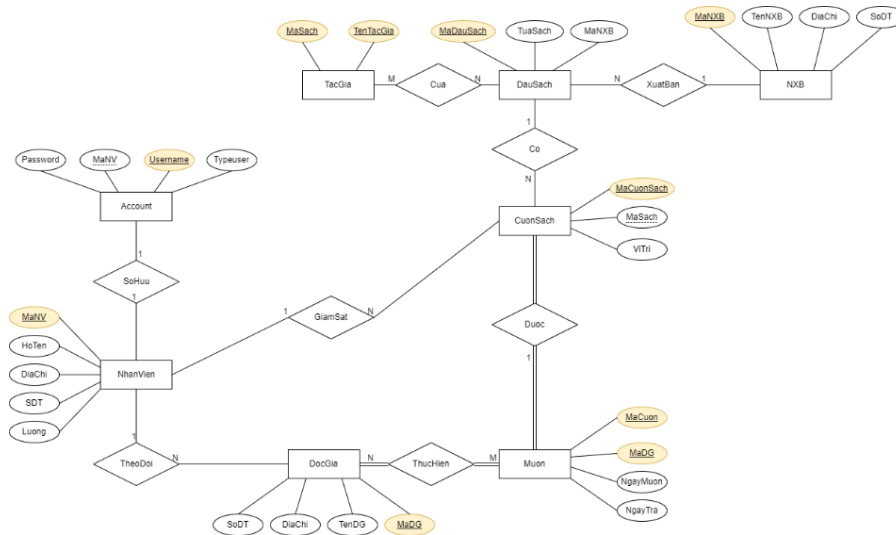 MaSach
TenTacGia
MaDauSach
TuaSach
MaNXB
MaNXB
TenNXB
DiaChi
SoDT
TacGia
M
Cua
N
DauSach
N
XuatBan
1
NXB
1
Co
N
Password
MaNV
Username
Typeuser
Account
MaCuonSach
CuonSach
MaSach
ViTri
1
SoHuu
1
1
GiamSat
N
Duoc
1
MaNV
HoTen
DiaChi
NhanVien
SDT
Luong
1
TheoDoi
N
DocGia
N
ThucHien
M
Muon
MaCuon
MaDG
NgayMuon
NgayTra
SoDT
DiaChi
TenDG
MaDG